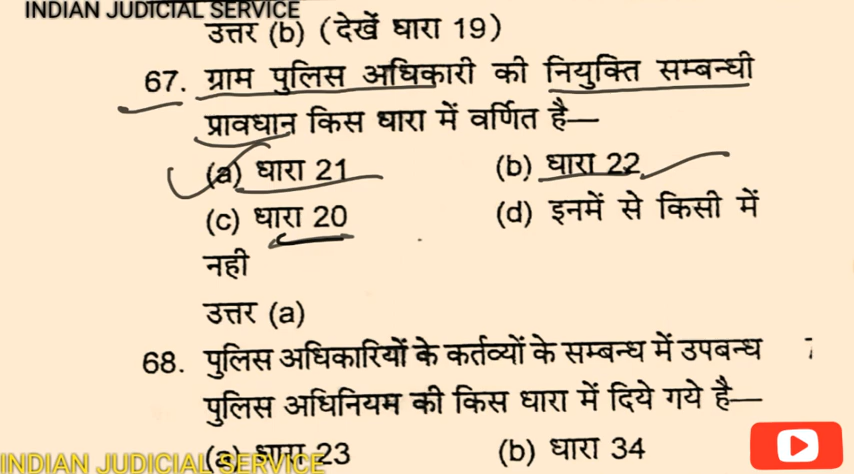 INDIAN JUDICIAL SERVICE
उत्तर (b) (देखें धारा 19)
67. ग्राम पुलिस अधिकारी की नियुक्ति सम्बन्धी
प्रावधान किस धारा में वर्णित है—
(a) धारा 21 (b) धारा 22
(c) धारा 20 (d) इनमें से किसी में
नही
उत्तर (a)
68. पुलिस अधिकारियों के कर्तव्यों के सम्बन्ध में उपबन्ध
पुलिस अधिनियम की किस धारा में दिये गये है—
(a) धारा 23 (b) धारा 34
INDIAN JUDICIAL SERVICE